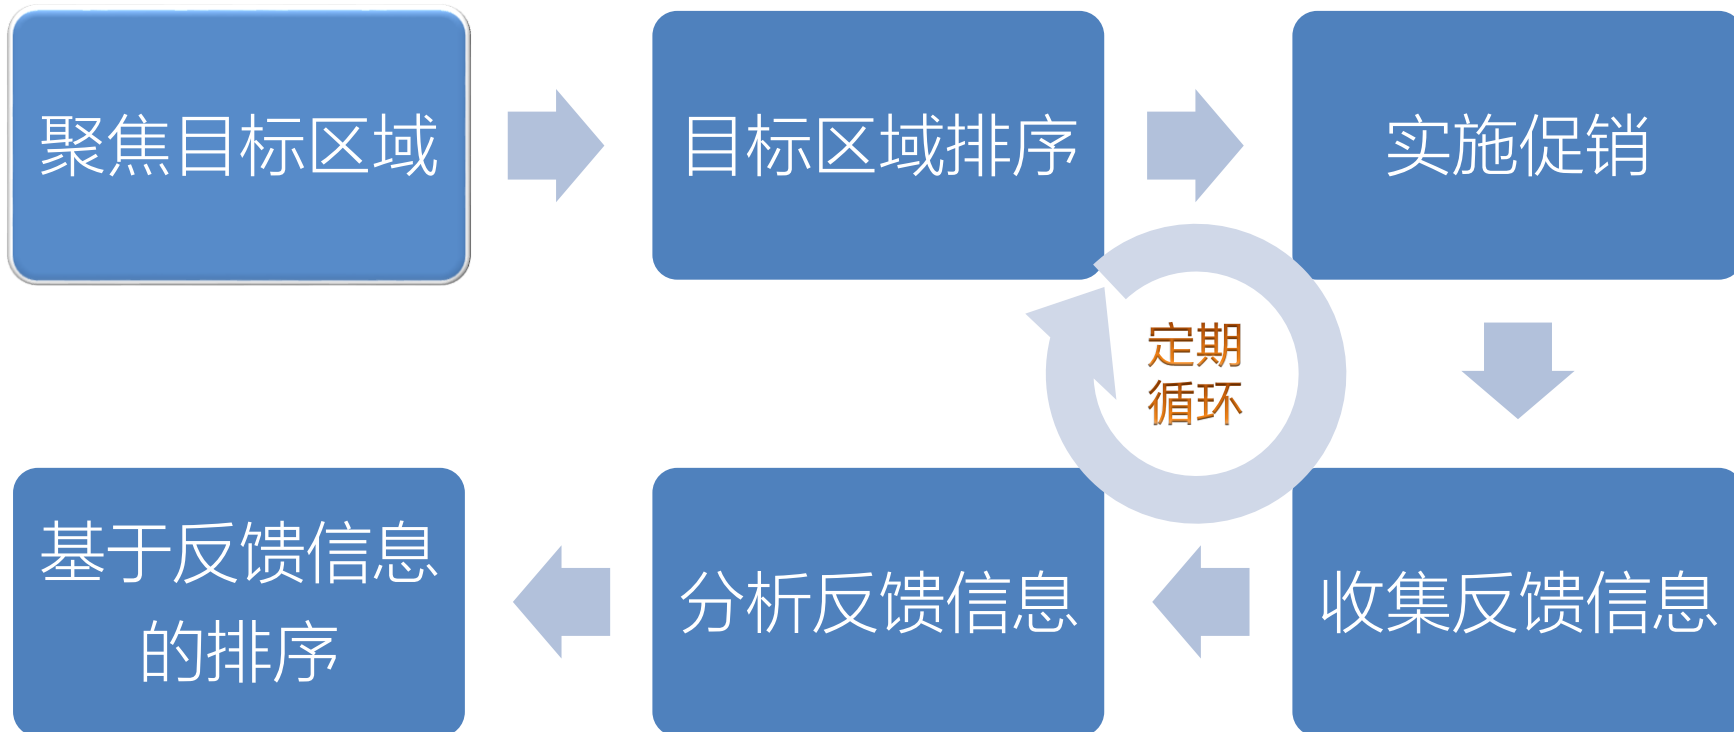 聚焦目标区域
目标区域排序
实施促销
定期
循环
收集反馈信息
分析反馈信息
基于反馈信息
的排序